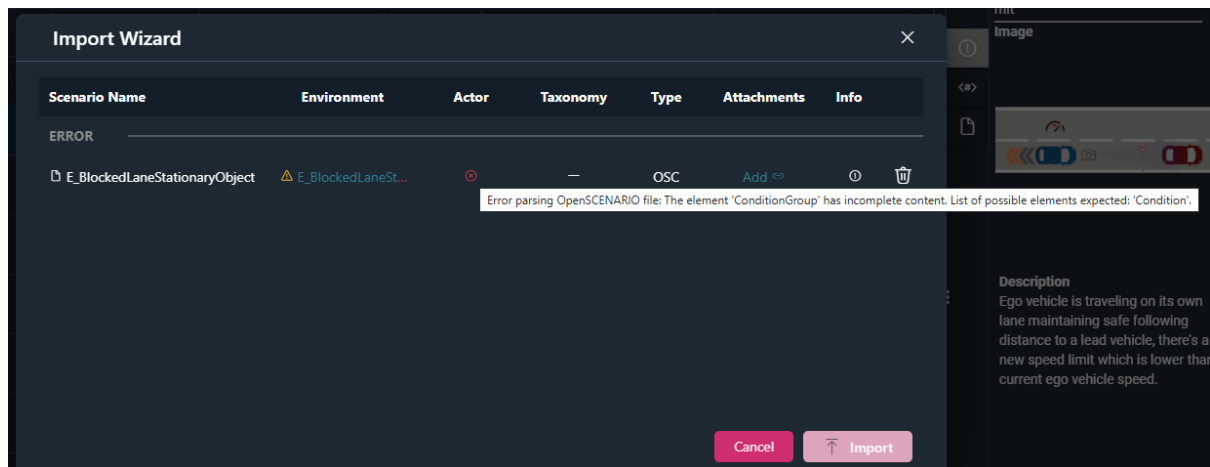 Import Wizard
Image
Scenario Name Environment Actor Taxonomy Type Attachments Info
<#>
ERROR
E_BlockedLaneStationaryObject E_BlockedLaneSt... — OSC Add
Error parsing OpenSCENARIO file: The element 'ConditionGroup' has incomplete content. List of possible elements expected: 'Condition'.
Description
Ego vehicle is traveling on its own
lane maintaining safe following
distance to a lead vehicle, there's a
new speed limit which is lower than
current ego vehicle speed.
Cancel Import